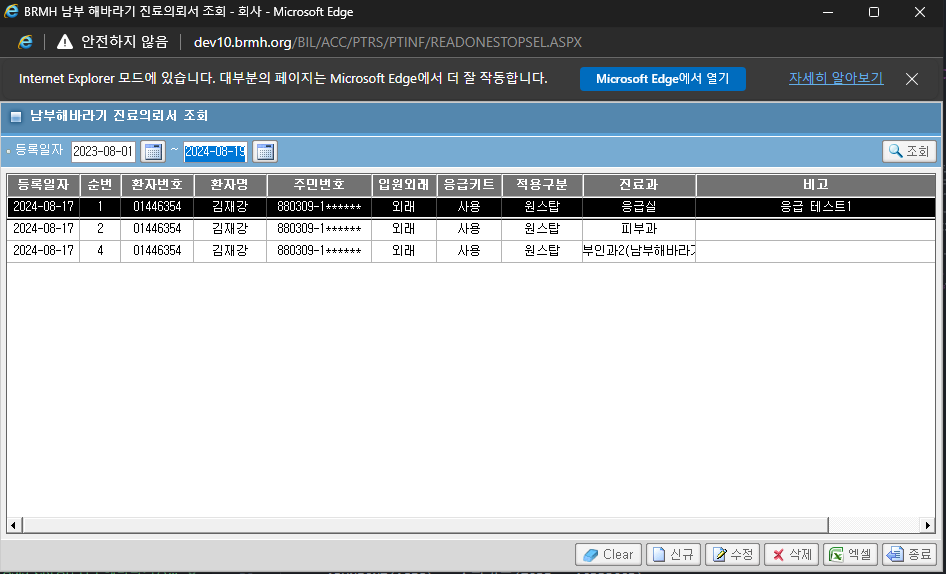 BRMH 남부 해바라기 진료의뢰서 조회 - 회사 - Microsoft Edge
안전하지 않음 dev10.brmh.org/BIL/ACC/PTRS/PTINF/READONESTOPSEL.ASPX
Internet Explorer 모드에 있습니다. 대부분의 페이지는 Microsoft Edge에서 더 잘 작동합니다. Microsoft Edge에서 열기 자세히 알아보기
남부해바라기 진료의뢰서 조회
등록일자 2023-08-01 ~ 2024-08-19 조회
등록일자 순번 환자번호 환자명 주민번호 입원외래 응급키트 적용구분 진료과 비고
2024-08-17 1 01446354 김재강 880309-1****** 외래 사용 원스탑 응급실 응급 테스트1
2024-08-17 2 01446354 김재강 880309-1****** 외래 사용 원스탑 피부과
2024-08-17 4 01446354 김재강 880309-1****** 외래 사용 원스탑 부인과2(남부해바라기
Clear 신규 수정 삭제 엑셀 종료